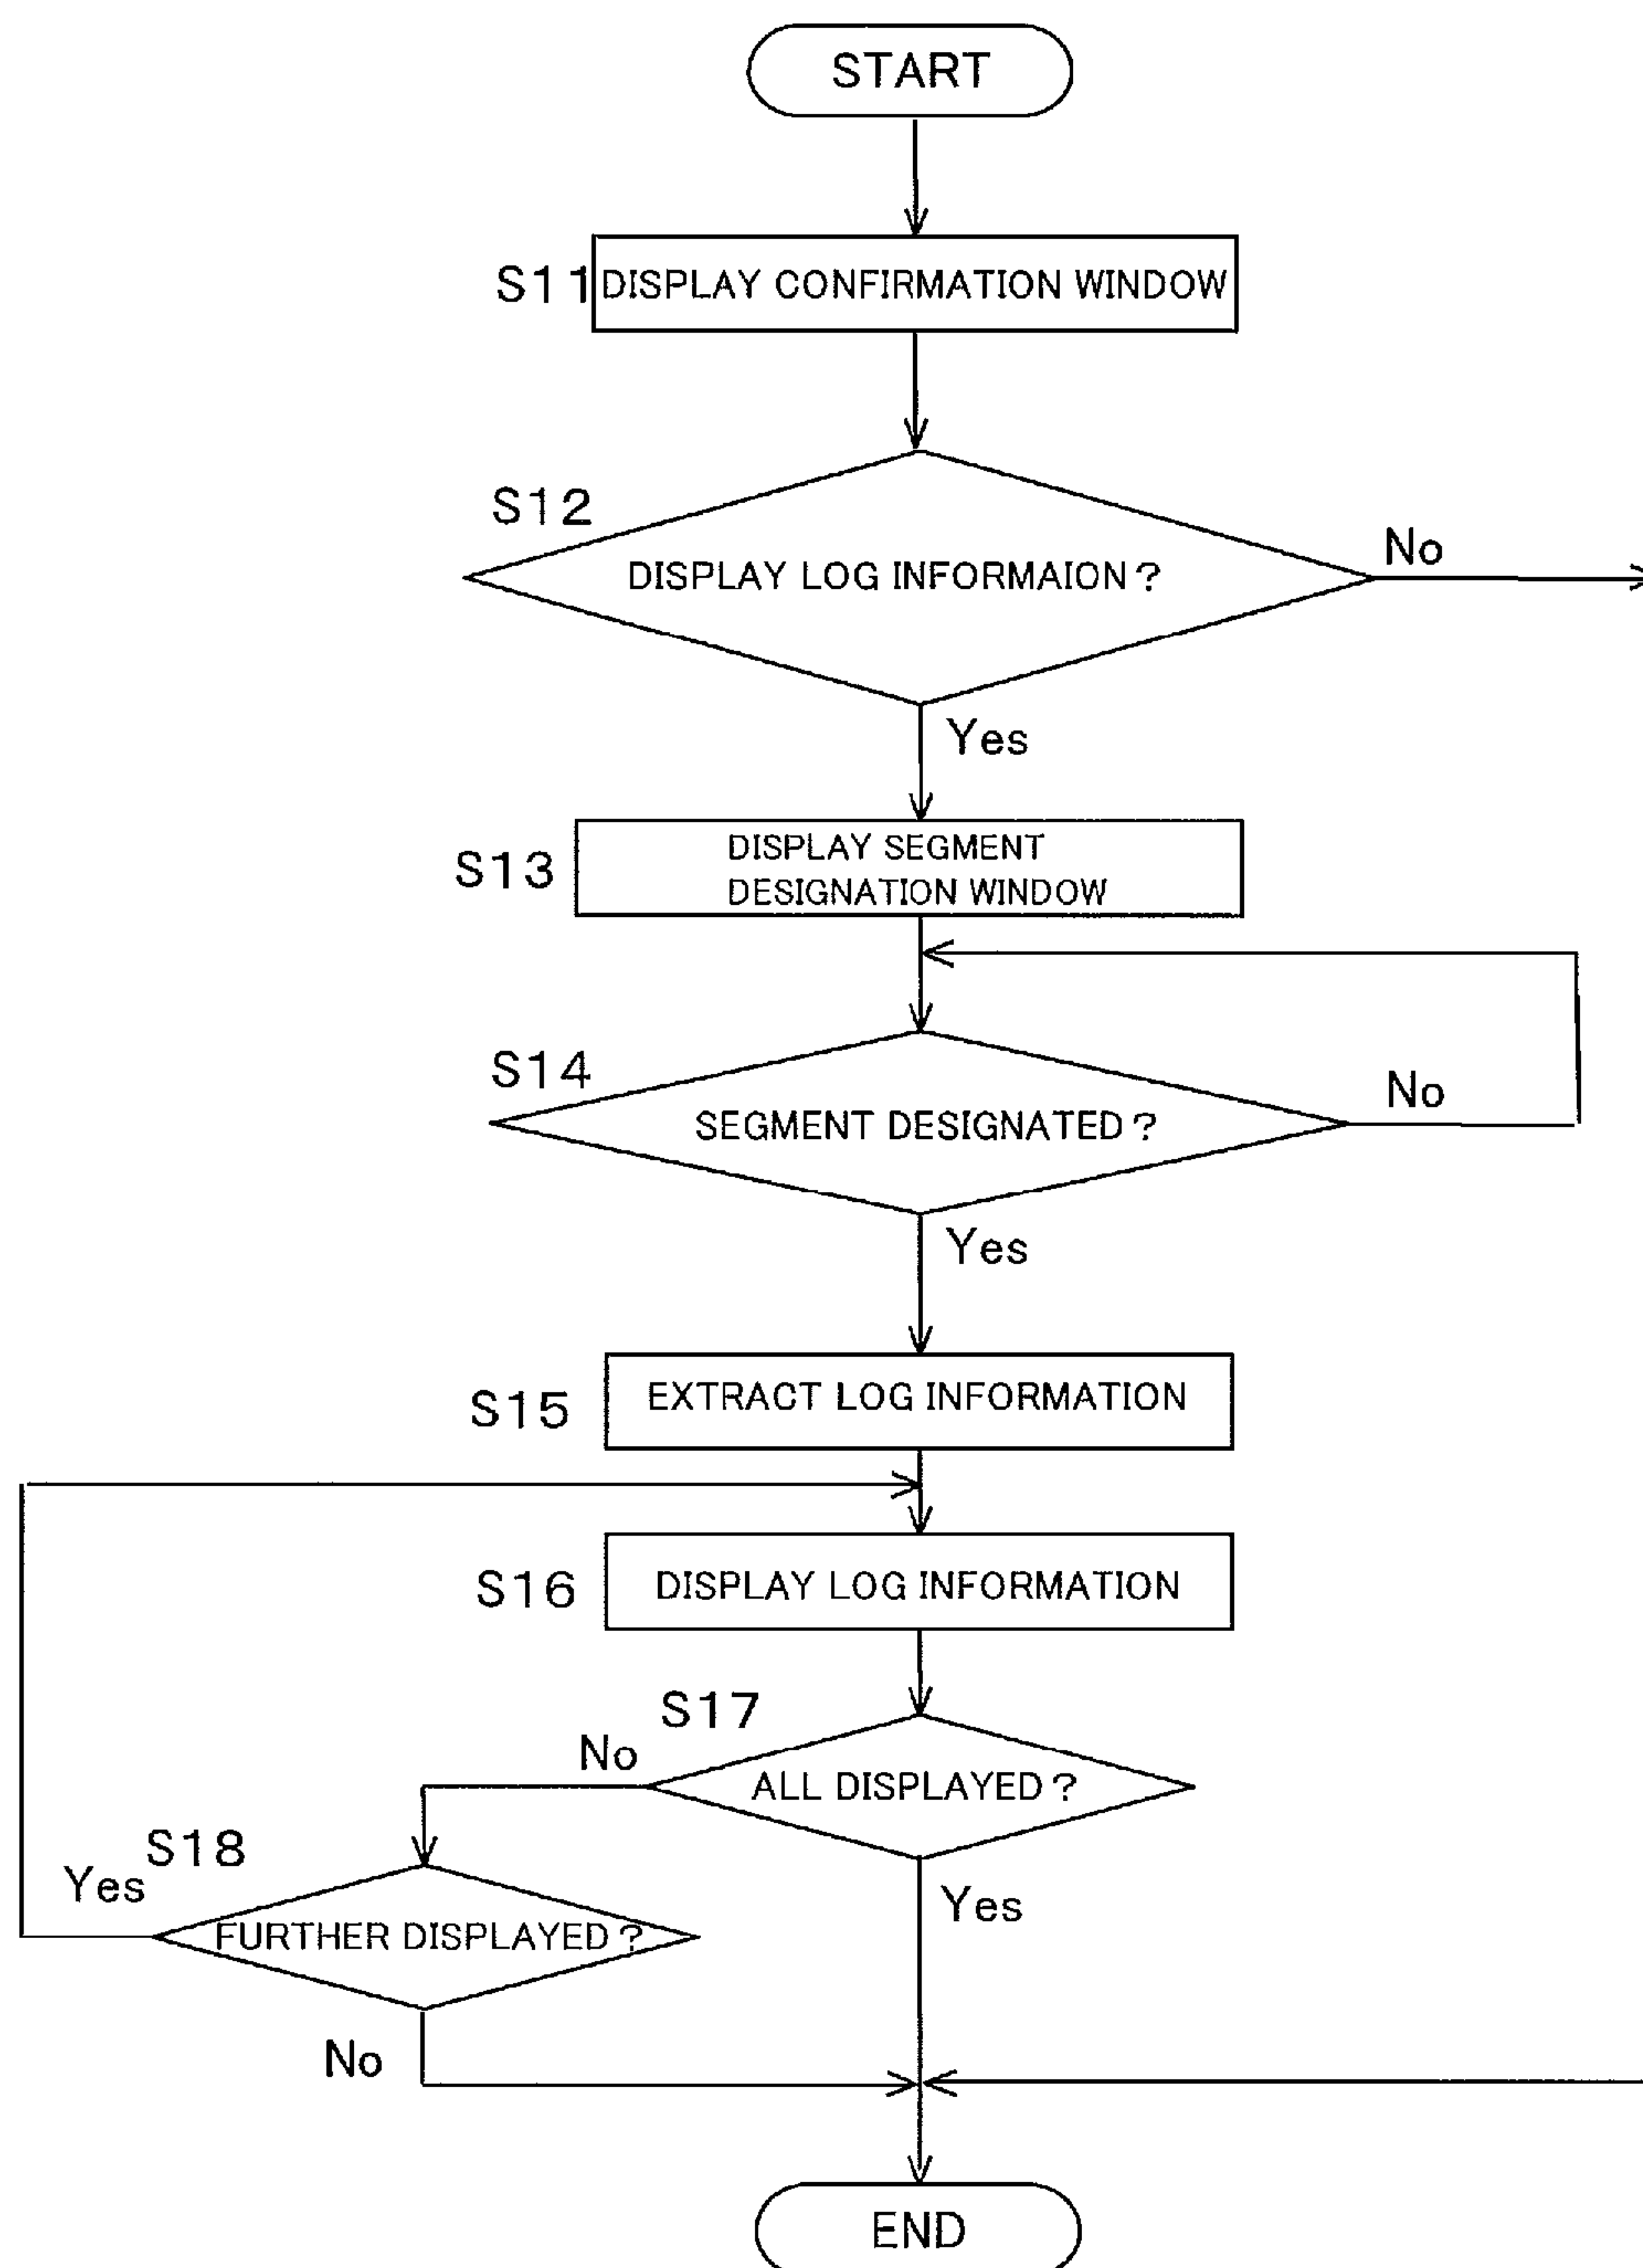 START
S11
DISPLAY CONFIRMATION WINDOW
S12
DISPLAY LOG INFORMAION?
No
Yes
S13
DISPLAY SEGMENT
DESIGNATION WINDOW
S14
SEGMENT DESIGNATED?
No
Yes
S15
EXTRACT LOG INFORMATION
S16
DISPLAY LOG INFORMATION
S17
No
ALL DISPLAYED?
S18
Yes
FURTHER DISPLAYED?
Yes
No
END